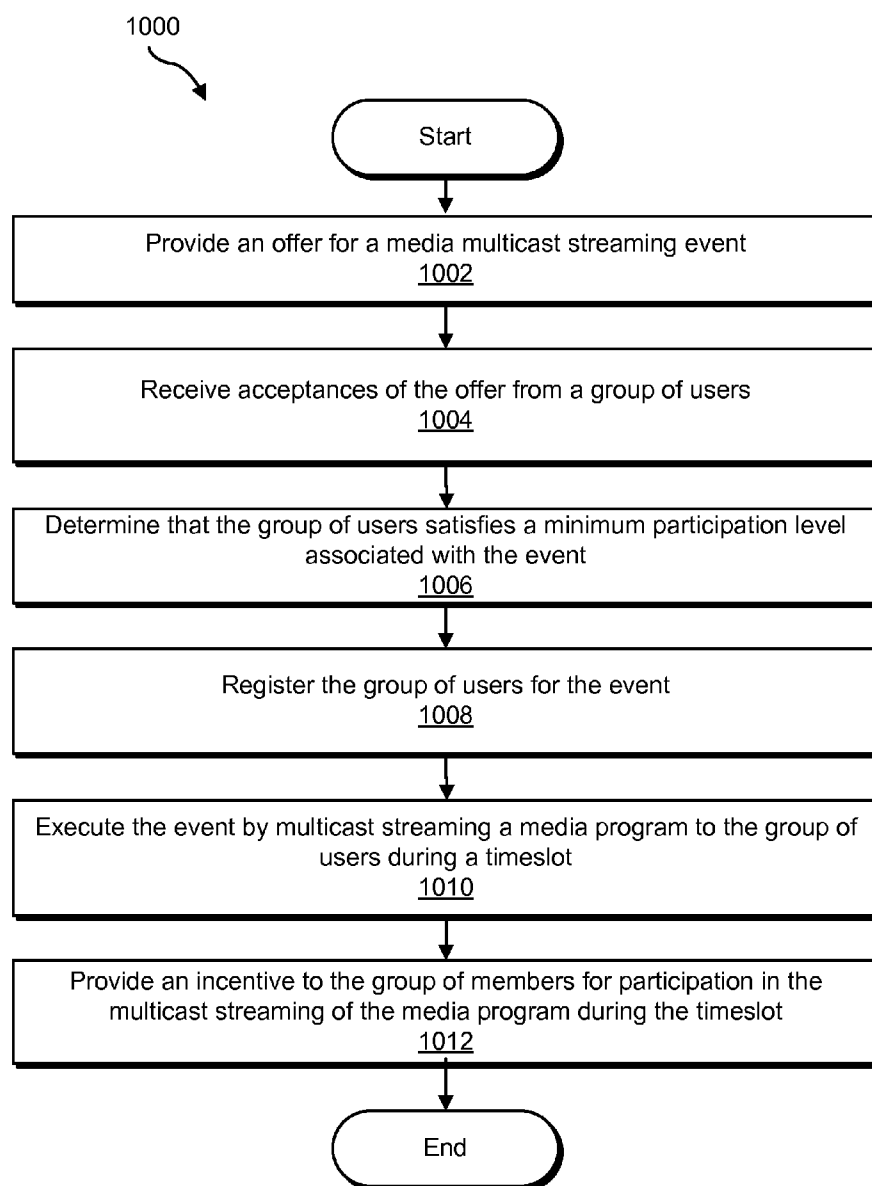 1000
Start
Provide an offer for a media multicast streaming event
1002
Receive acceptances of the offer from a group of users
1004
Determine that the group of users satisfies a minimum participation level
associated with the event
1006
Register the group of users for the event
1008
Execute the event by multicast streaming a media program to the group of
users during a timeslot
1010
Provide an incentive to the group of members for participation in the
multicast streaming of the media program during the timeslot
1012
End